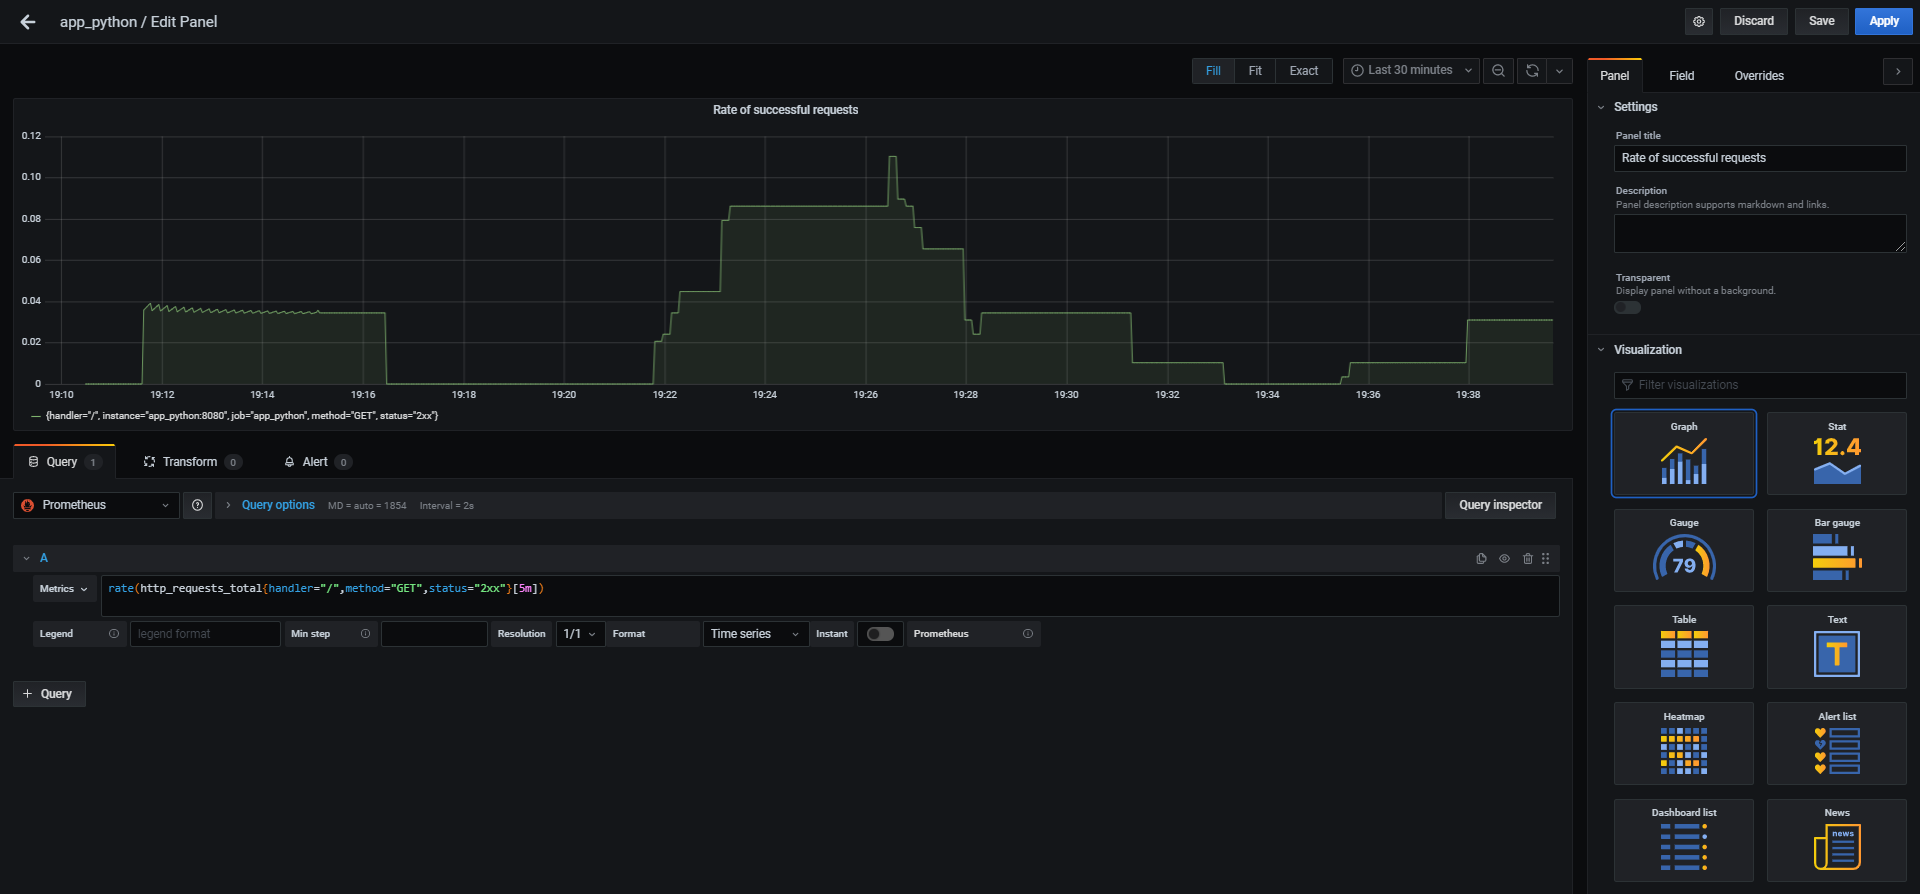 app_python / Edit Panel
Discard
Save
Apply
Fill
Fit
Exact
Last 30 minutes
Rate of successful requests
0.12
0.10
0.08
0.06
0.04
0.02
0
19:10
19:12
19:14
19:16
19:18
19:20
19:22
19:24
19:26
19:28
19:30
19:32
19:34
19:36
19:38
{handler="/", instance="app_python:8080", job="app_python", method="GET", status="2xx"}
Query 1
Transform 0
Alert 0
Prometheus
Query options
MD = auto = 1854
Interval = 2s
Query inspector
A
Metrics
rate(http_requests_total{handler="/",method="GET",status="2xx"}[5m])
Legend
legend format
Min step
Resolution
1/1
Format
Time series
Instant
Prometheus
+ Query
Panel
Field
Overrides
Settings
Panel title
Rate of successful requests
Description
Panel description supports markdown and links.
Transparent
Display panel without a background.
Visualization
Filter visualizations
Graph
Stat
12.4
Gauge
79
Bar gauge
Table
Text
T
Heatmap
Alert list
Dashboard list
News
news